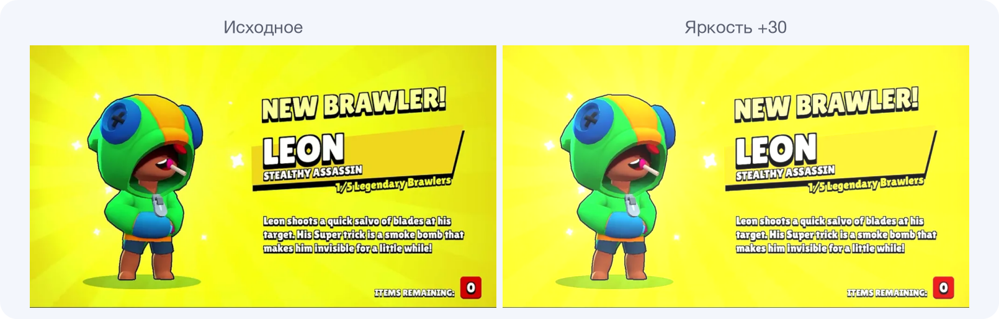 Исходное
Яркость +30
NEW BRAWLER!
LEON
STEALTHY ASSASSIN
1/5 Legendary Brawlers
Leon shoots a quick salvo of blades at his
target. His Super trick is a smoke bomb that
makes him invisible for a little while!
ITEMS REMAINING: 0
NEW BRAWLER!
LEON
STEALTHY ASSASSIN
1/5 Legendary Brawlers
Leon shoots a quick salvo of blades at his
target. His Super trick is a smoke bomb that
makes him invisible for a little while!
ITEMS REMAINING: 0